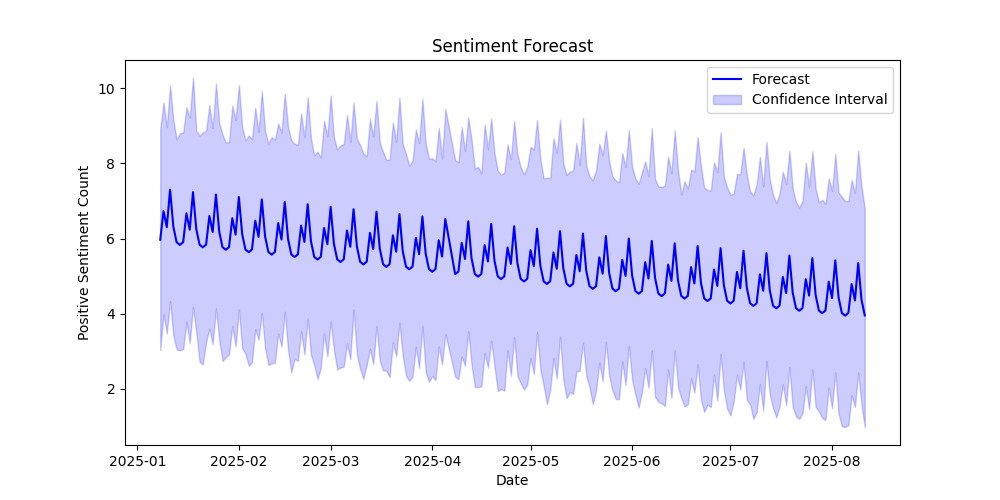 Sentiment Forecast
Forecast
Confidence Interval
Positive Sentiment Count
10
8
6
4
2
2025-01 2025-02 2025-03 2025-04 2025-05 2025-06 2025-07 2025-08
Date